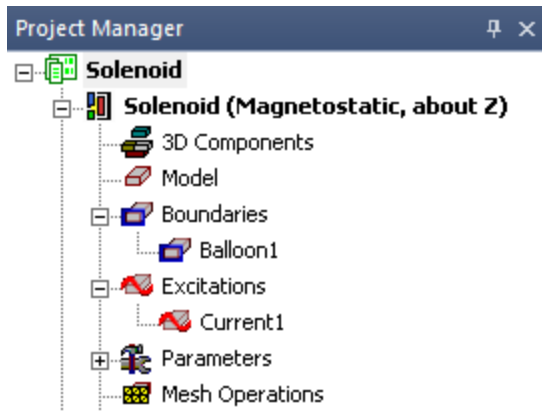 Project Manager
Solenoid
Solenoid (Magnetostatic, about Z)
3D Components
Model
Boundaries
Balloon1
Excitations
Current1
Parameters
Mesh Operations